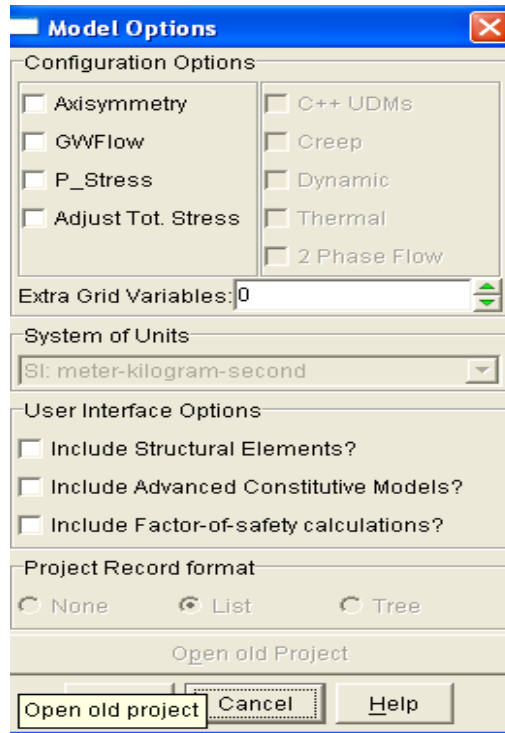 Model Options
Configuration Options
Axisymmetry
C++ UDMs
GWFlow
Creep
P_Stress
Dynamic
Adjust Tot. Stress
Thermal
2 Phase Flow
Extra Grid Variables: 0
System of Units
SI: meter-kilogram-second
User Interface Options
Include Structural Elements?
Include Advanced Constitutive Models?
Include Factor-of-safety calculations?
Project Record format
None List Tree
Open old Project
Open old project Cancel Help